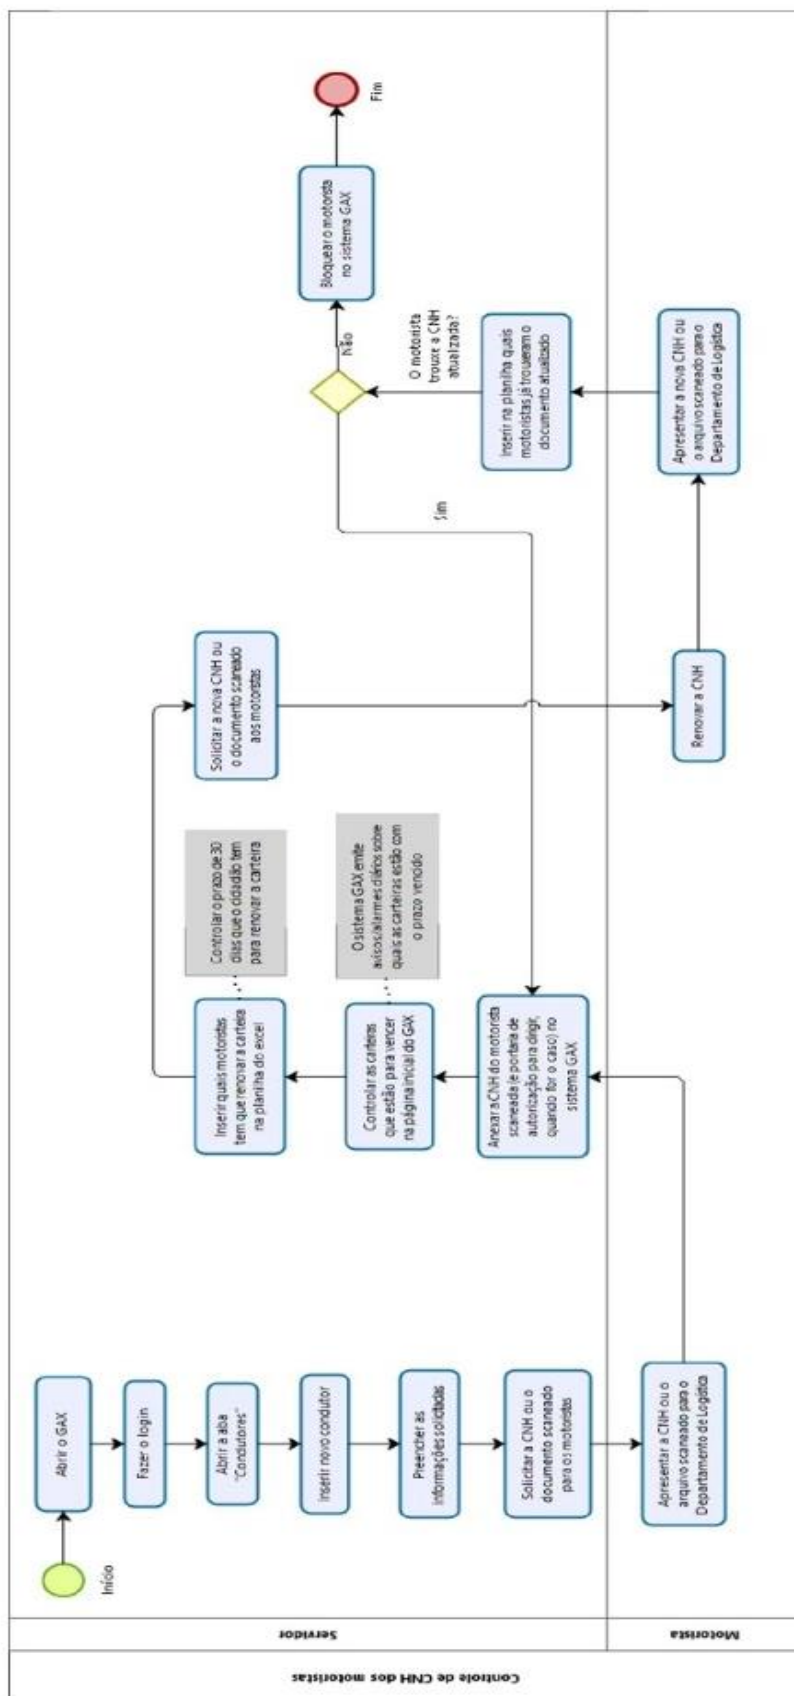 Controle de CNH dos motoristas
Servidor
Motorista
Início
Abrir o GAX
Fazer o login
Abrir a aba
"Condutores"
Inserir novo condutor
Preencher as
informações solicitadas
Solicitar a CNH ou o
documento scaneado
para os motoristas
Apresentar a CNH ou o
arquivo scaneado para o
Departamento de Logística
Anexar a CNH do motorista
scaneada (e portaria de
autorização para dirigir,
quando for o caso) no
sistema GAX
Controlar as carteiras
que estão para vencer
na página inicial do GAX
O sistema GAX emite
avisos/alarmes diários sobre
quais as carteiras estão com
o prazo vencido
Inserir quais motoristas
tem que renovar a carteira
na planilha do excel
Controlar o prazo de 30
dias que o cidadão tem
para renovar a carteira
Solicitar a nova CNH ou
o documento scaneado
aos motoristas
Renovar a CNH
Apresentar a nova CNH ou
o arquivo scaneado para o
Departamento de Logística
Inserir na planilha quais
motoristas já trouxeram o
documento atualizado
O motorista
trouxe a CNH
atualizada?
Sim
Não
Bloquear o motorista
no sistema GAX
Fim